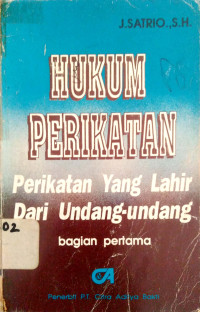 J.SATRIO.,S.H.
HUKUM
PERIKATAN
Perikatan Yang Lahir
Dari Undang-undang
bagian pertama
02
Penerbit PT. Citra Aditya Bakti